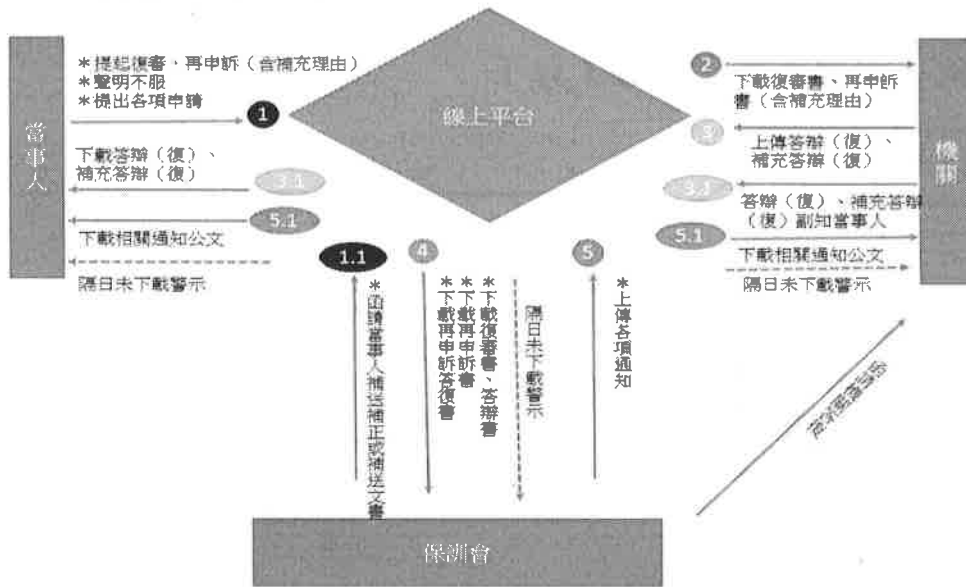 當事人
＊提起復審、再申訴（含補充理由）
＊聲明不服
＊提出各項申請
1
下載答辯（復）、
補充答辯（復）
3.1
5.1
下載相關通知公文
隔日未下載警示
線上平台
2
下載復審書、再申訴
書（含補充理由）
3
上傳答辯（復）、
補充答辯（復）
3.1
答辯（復）、補充答辯
（復）副知當事人
5.1
下載相關通知公文
隔日未下載警示
機關
1.1
＊函請當事人補送補正或補送文書
4
＊下載復審書、答辯書
＊下載再申訴書
＊下載再申訴答復書
隔日未下載警示
5
＊上傳各項通知
函請機關答復
保訓會